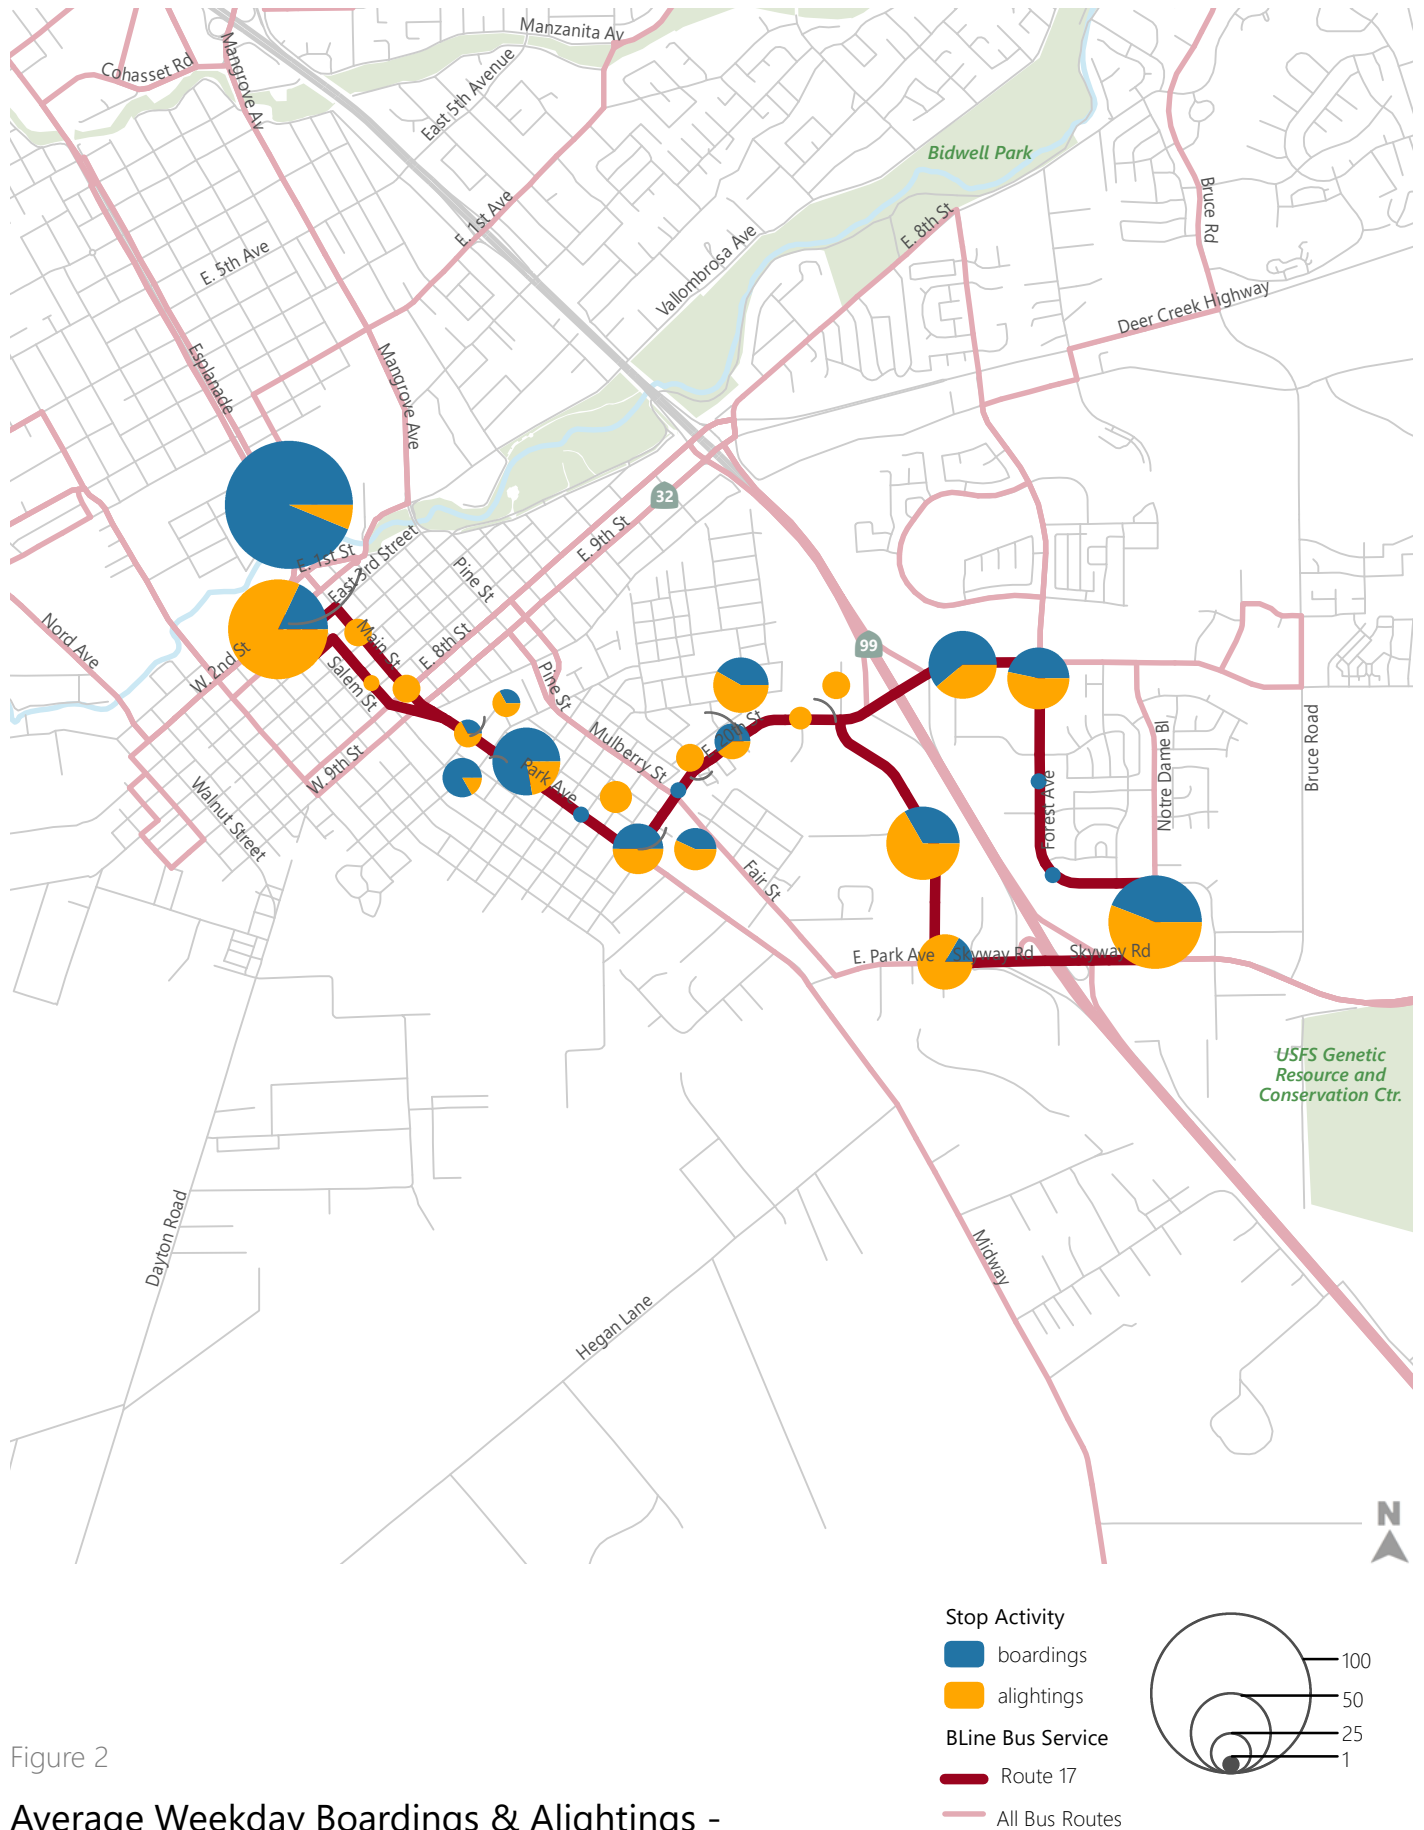 Manzanita Av
Cohasset Rd
Mangrove Av
East 5th Avenue
Bidwell Park
Bruce Rd
E. 1st Ave
E. 8th St
E. 5th Ave
Vallombrosa Ave
Deer Creek Highway
Esplanade
Mangrove Ave
32
E. 9th St
E. 1st St
East 3rd Street
Pine St
Nord Ave
Main St
E. 8th St
99
W. 2nd St
Salem St
Pine St
Mulberry St
E. 20th St
Notre Dame Bl
Bruce Road
W. 9th St
Park Ave
Walnut Street
Forest Ave
Fair St
E. Park Ave
Skyway Rd
Skyway Rd
USFS Genetic
Resource and
Conservation Ctr.
Dayton Road
Midway
Hegan Lane
N
Stop Activity
boardings
alightings
100
50
25
1
BLine Bus Service
Route 17
All Bus Routes
Figure 2
Average Weekday Boardings & Alightings -